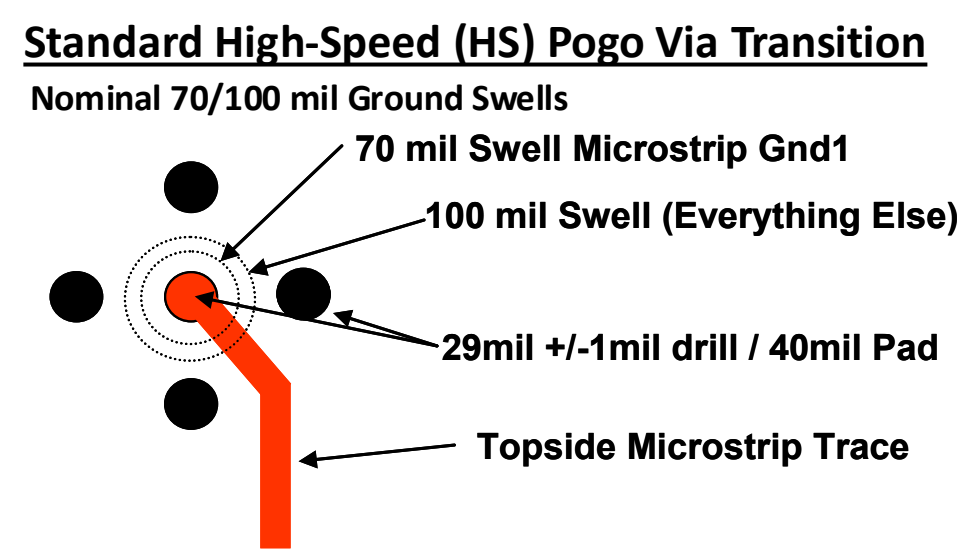 Standard High-Speed (HS) Pogo Via Transition
Nominal 70/100 mil Ground Swells
70 mil Swell Microstrip Gnd1
100 mil Swell (Everything Else)
29mil +/-1mil drill / 40mil Pad
Topside Microstrip Trace